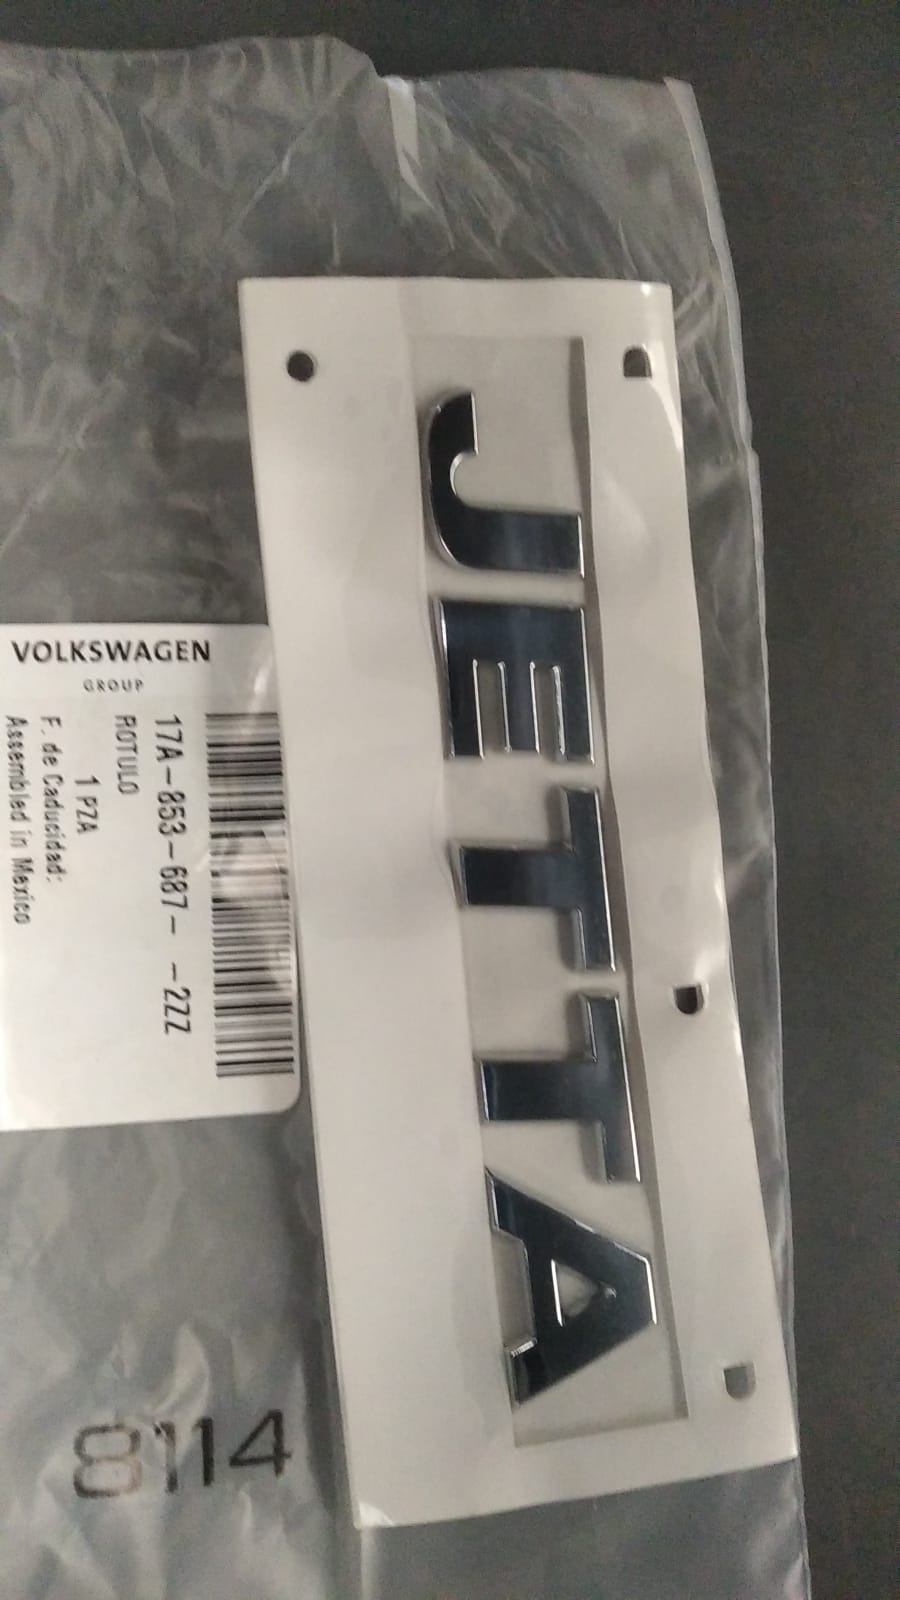 JETTA
VOLKSWAGEN
GROUP
17A-853-687- -2ZZ
ROTULO
1 PZA
F. de Caducidad:
Assembled in Mexico
8114